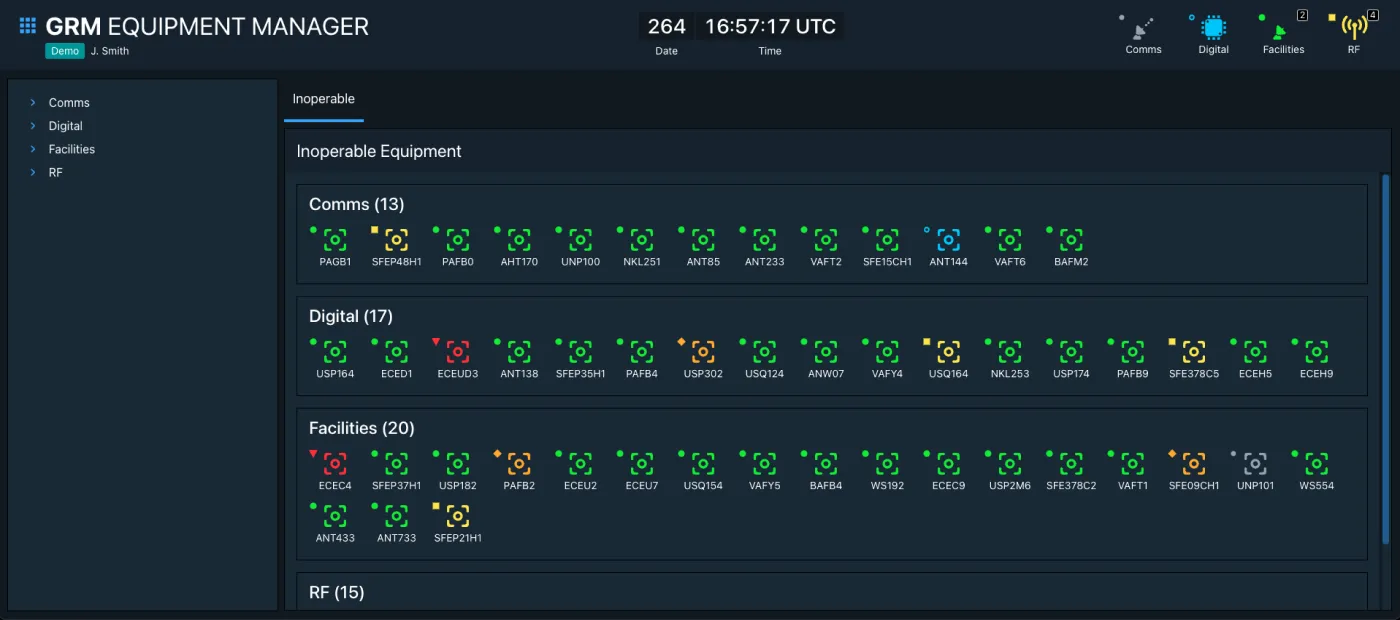 GRM EQUIPMENT MANAGER
Demo J. Smith
264 16:57:17 UTC
Date Time
2 4
Comms Digital Facilities RF
Comms
Digital
Facilities
RF
Inoperable
Inoperable Equipment
Comms (13)
PAGB1 SFEP48H1 PAFB0 AHT170 UNP100 NKL251 ANT85 ANT233 VAFT2 SFE15CH1 ANT144 VAFT6 BAFM2
Digital (17)
USP164 ECED1 ECEUD3 ANT138 SFEP35H1 PAFB4 USP302 USQ124 ANW07 VAFY4 USQ164 NKL253 USP174 PAFB9 SFE378C5 ECEH5 ECEH9
Facilities (20)
ECEC4 SFEP37H1 USP182 PAFB2 ECEU2 ECEU7 USQ154 VAFY5 BAFB4 WS192 ECEC9 USP2M6 SFE378C2 VAFT1 SFE09CH1 UNP101 WS554
ANT433 ANT733 SFEP21H1
RF (15)